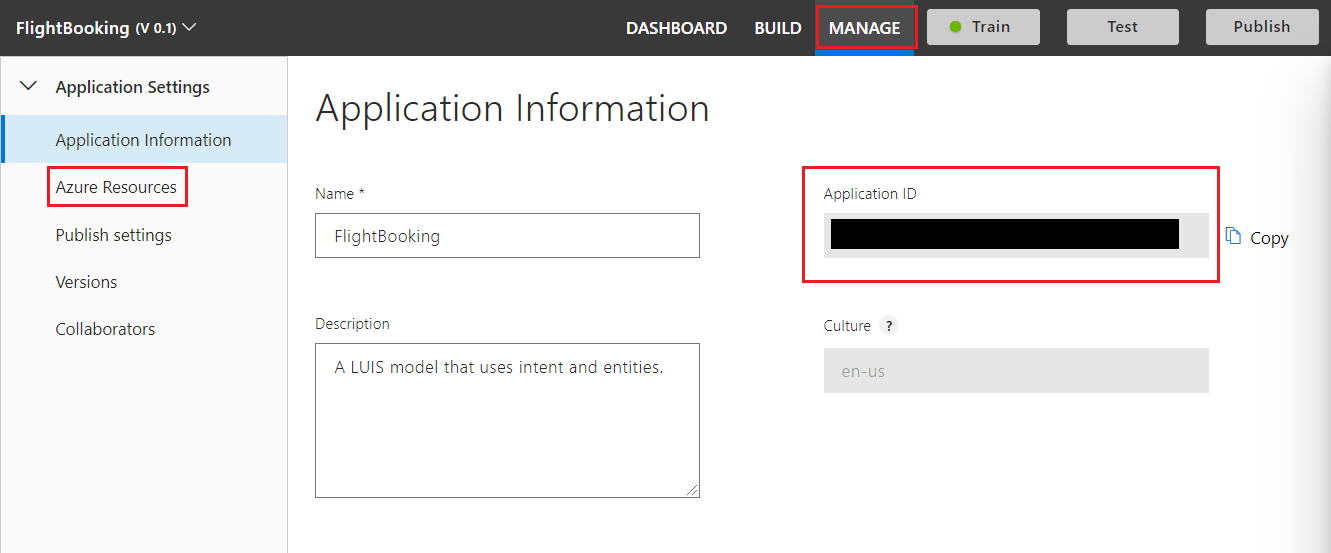 FlightBooking (V 0.1)
DASHBOARD
BUILD
MANAGE
Train
Test
Publish
Application Settings
Application Information
Azure Resources
Publish settings
Versions
Collaborators
Application Information
Name *
FlightBooking
Application ID
Copy
Description
A LUIS model that uses intent and entities.
Culture ?
en-us